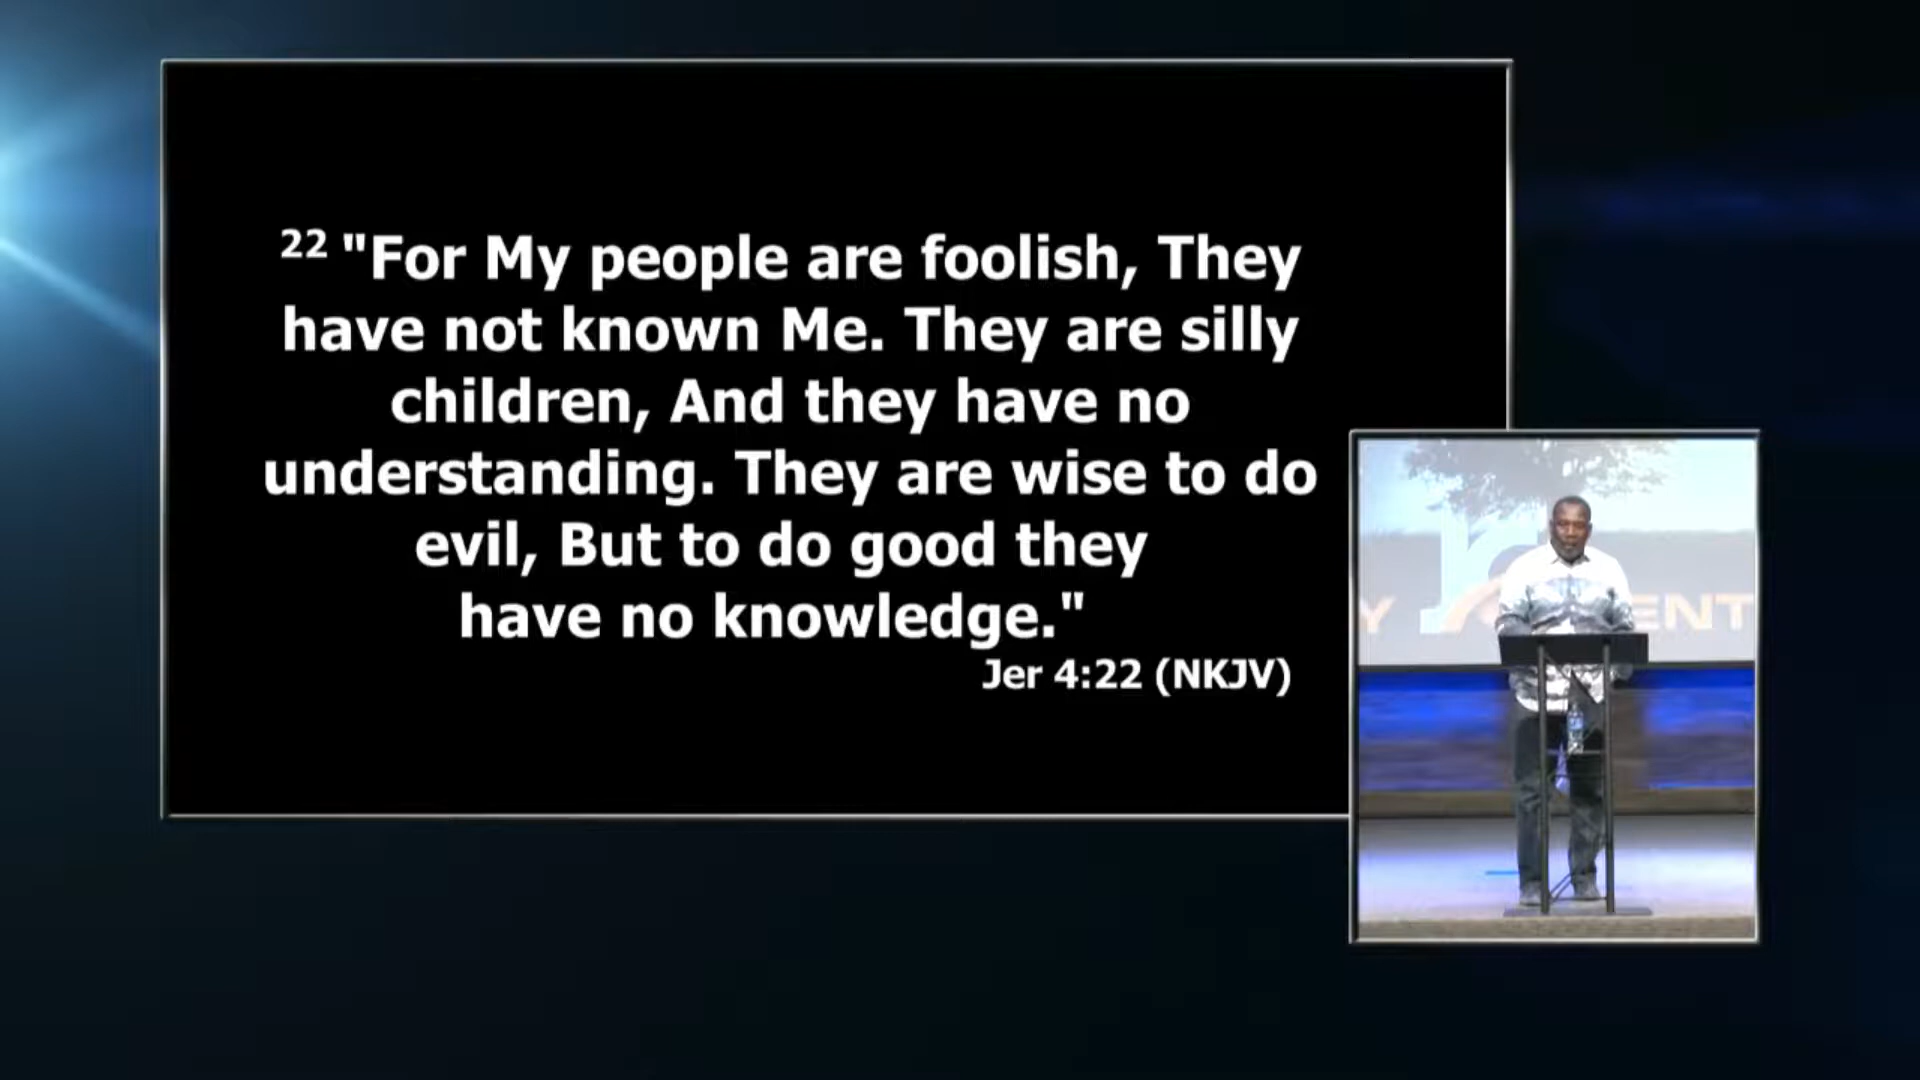 22 "For My people are foolish, They
have not known Me. They are silly
children, And they have no
understanding. They are wise to do
evil, But to do good they
have no knowledge."
Jer 4:22 (NKJV)